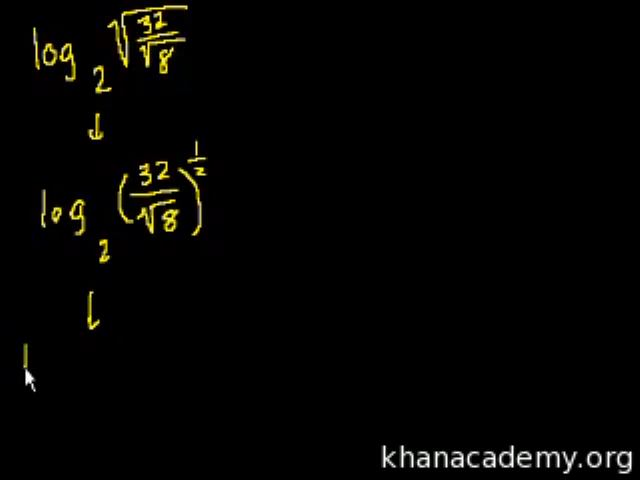 log₂ √(32/√8)
↓
log₂ (32/√8)^(1/2)
↓
khanacademy.org